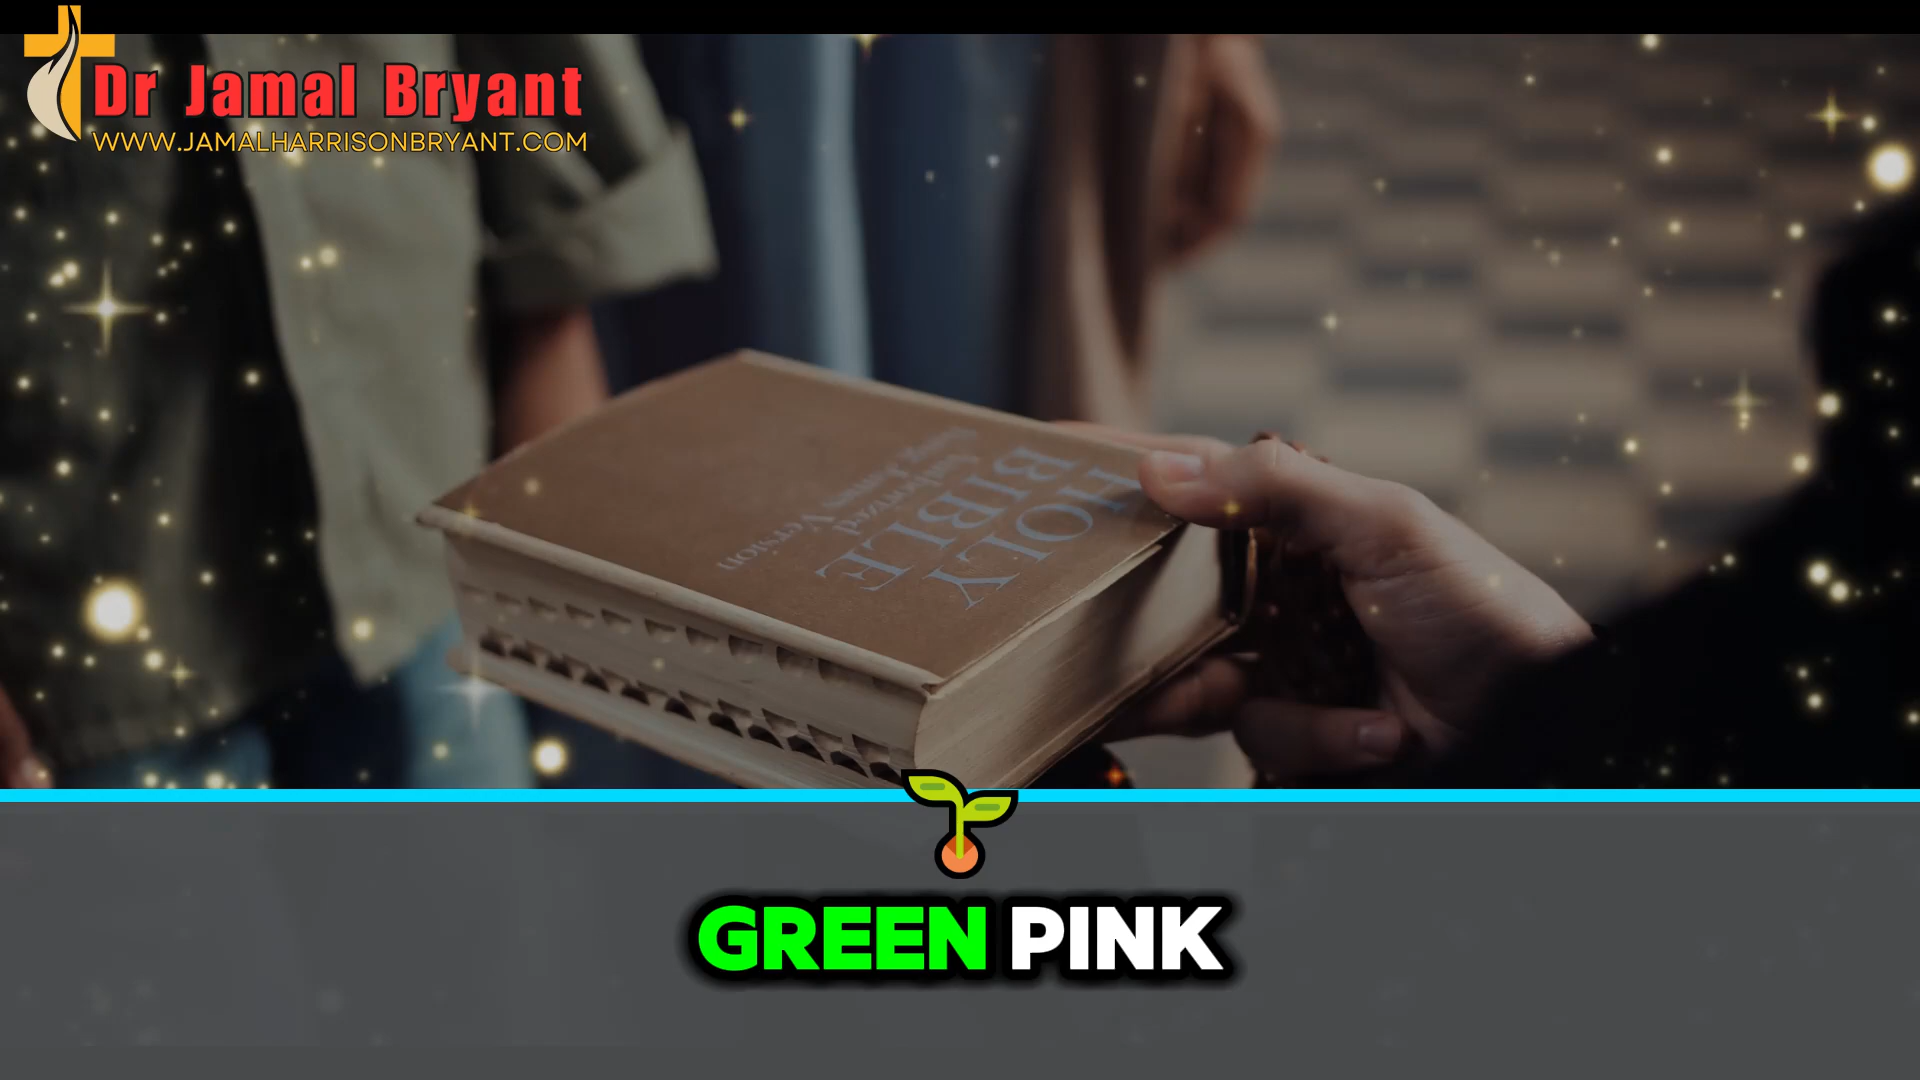 Dr Jamal Bryant
WWW.JAMALHARRISONBRYANT.COM
HOLY
BIBLE
Authorized
King James Version
GREEN PINK